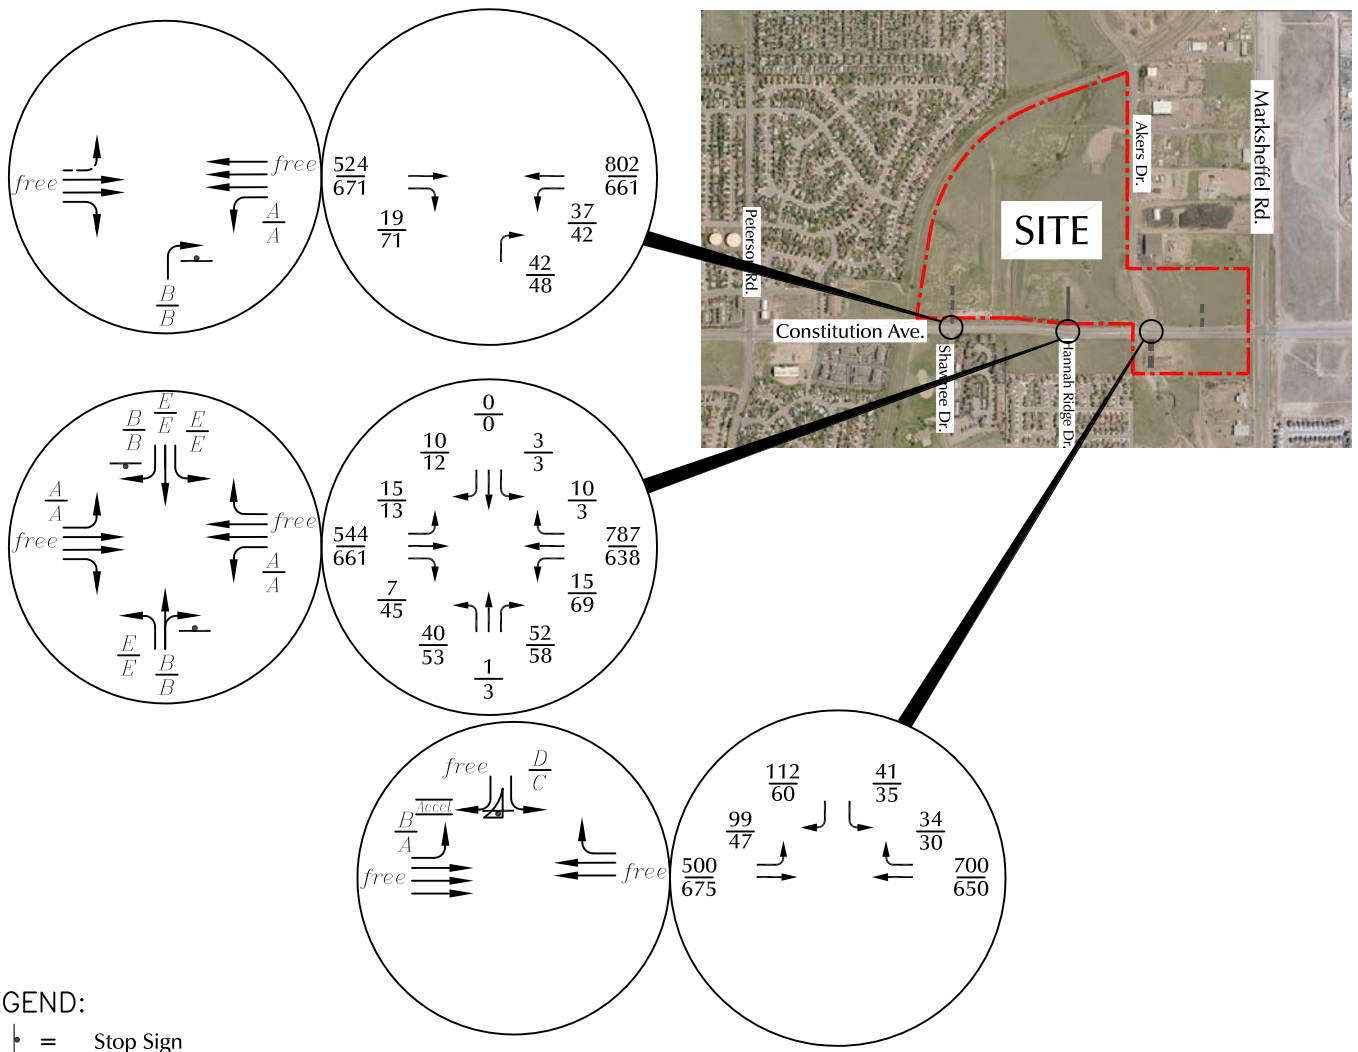 free
free
A
A
B
B
524
671
19
71
802
661
37
42
42
48
SITE
Peterson Rd.
Akers Dr.
Marksheffel Rd.
Constitution Ave.
Shawnee Dr.
Hannah Ridge Dr.
B
B
E
E
E
E
A
A
free
free
A
A
E
E
B
B
0
0
10
12
3
3
15
13
10
3
544
661
787
638
7
45
15
69
40
53
52
58
1
3
free
D
C
Accel
B
A
free
free
112
60
41
35
99
47
34
30
500
675
700
650
GEND:
= Stop Sign